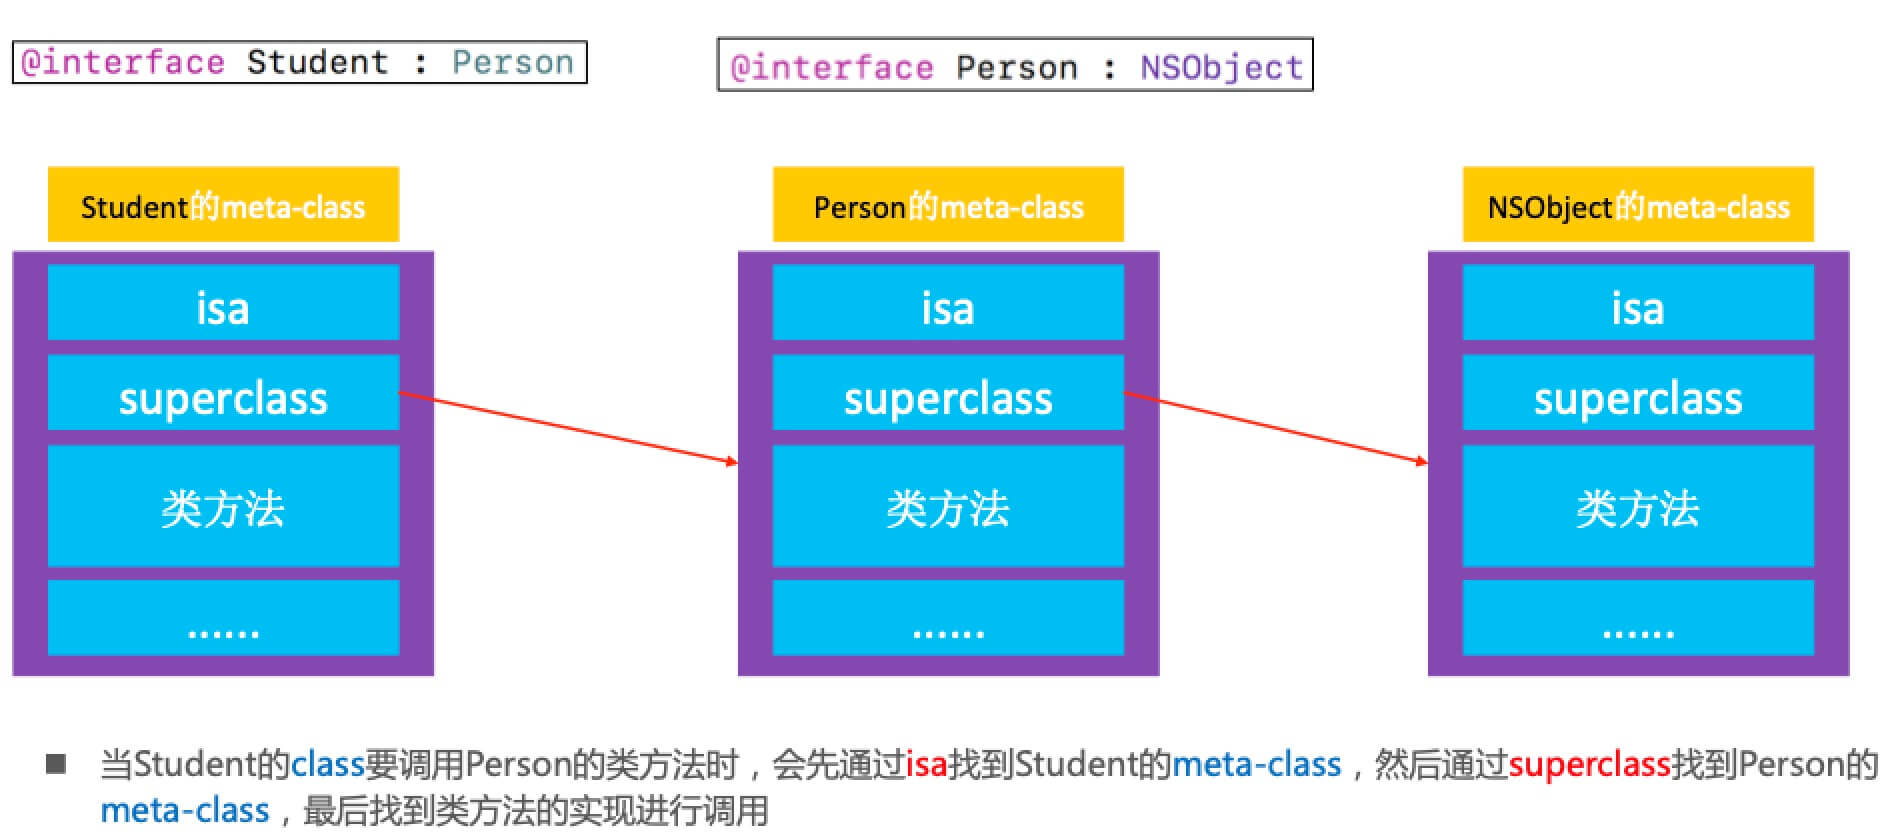 @interface Student : Person
@interface Person : NSObject
Student的meta-class
Person的meta-class
NSObject的meta-class
isa
isa
isa
superclass
superclass
superclass
类方法
类方法
类方法
......
......
......
当Student的class要调用Person的类方法时，会先通过isa找到Student的meta-class，然后通过superclass找到Person的
meta-class，最后找到类方法的实现进行调用